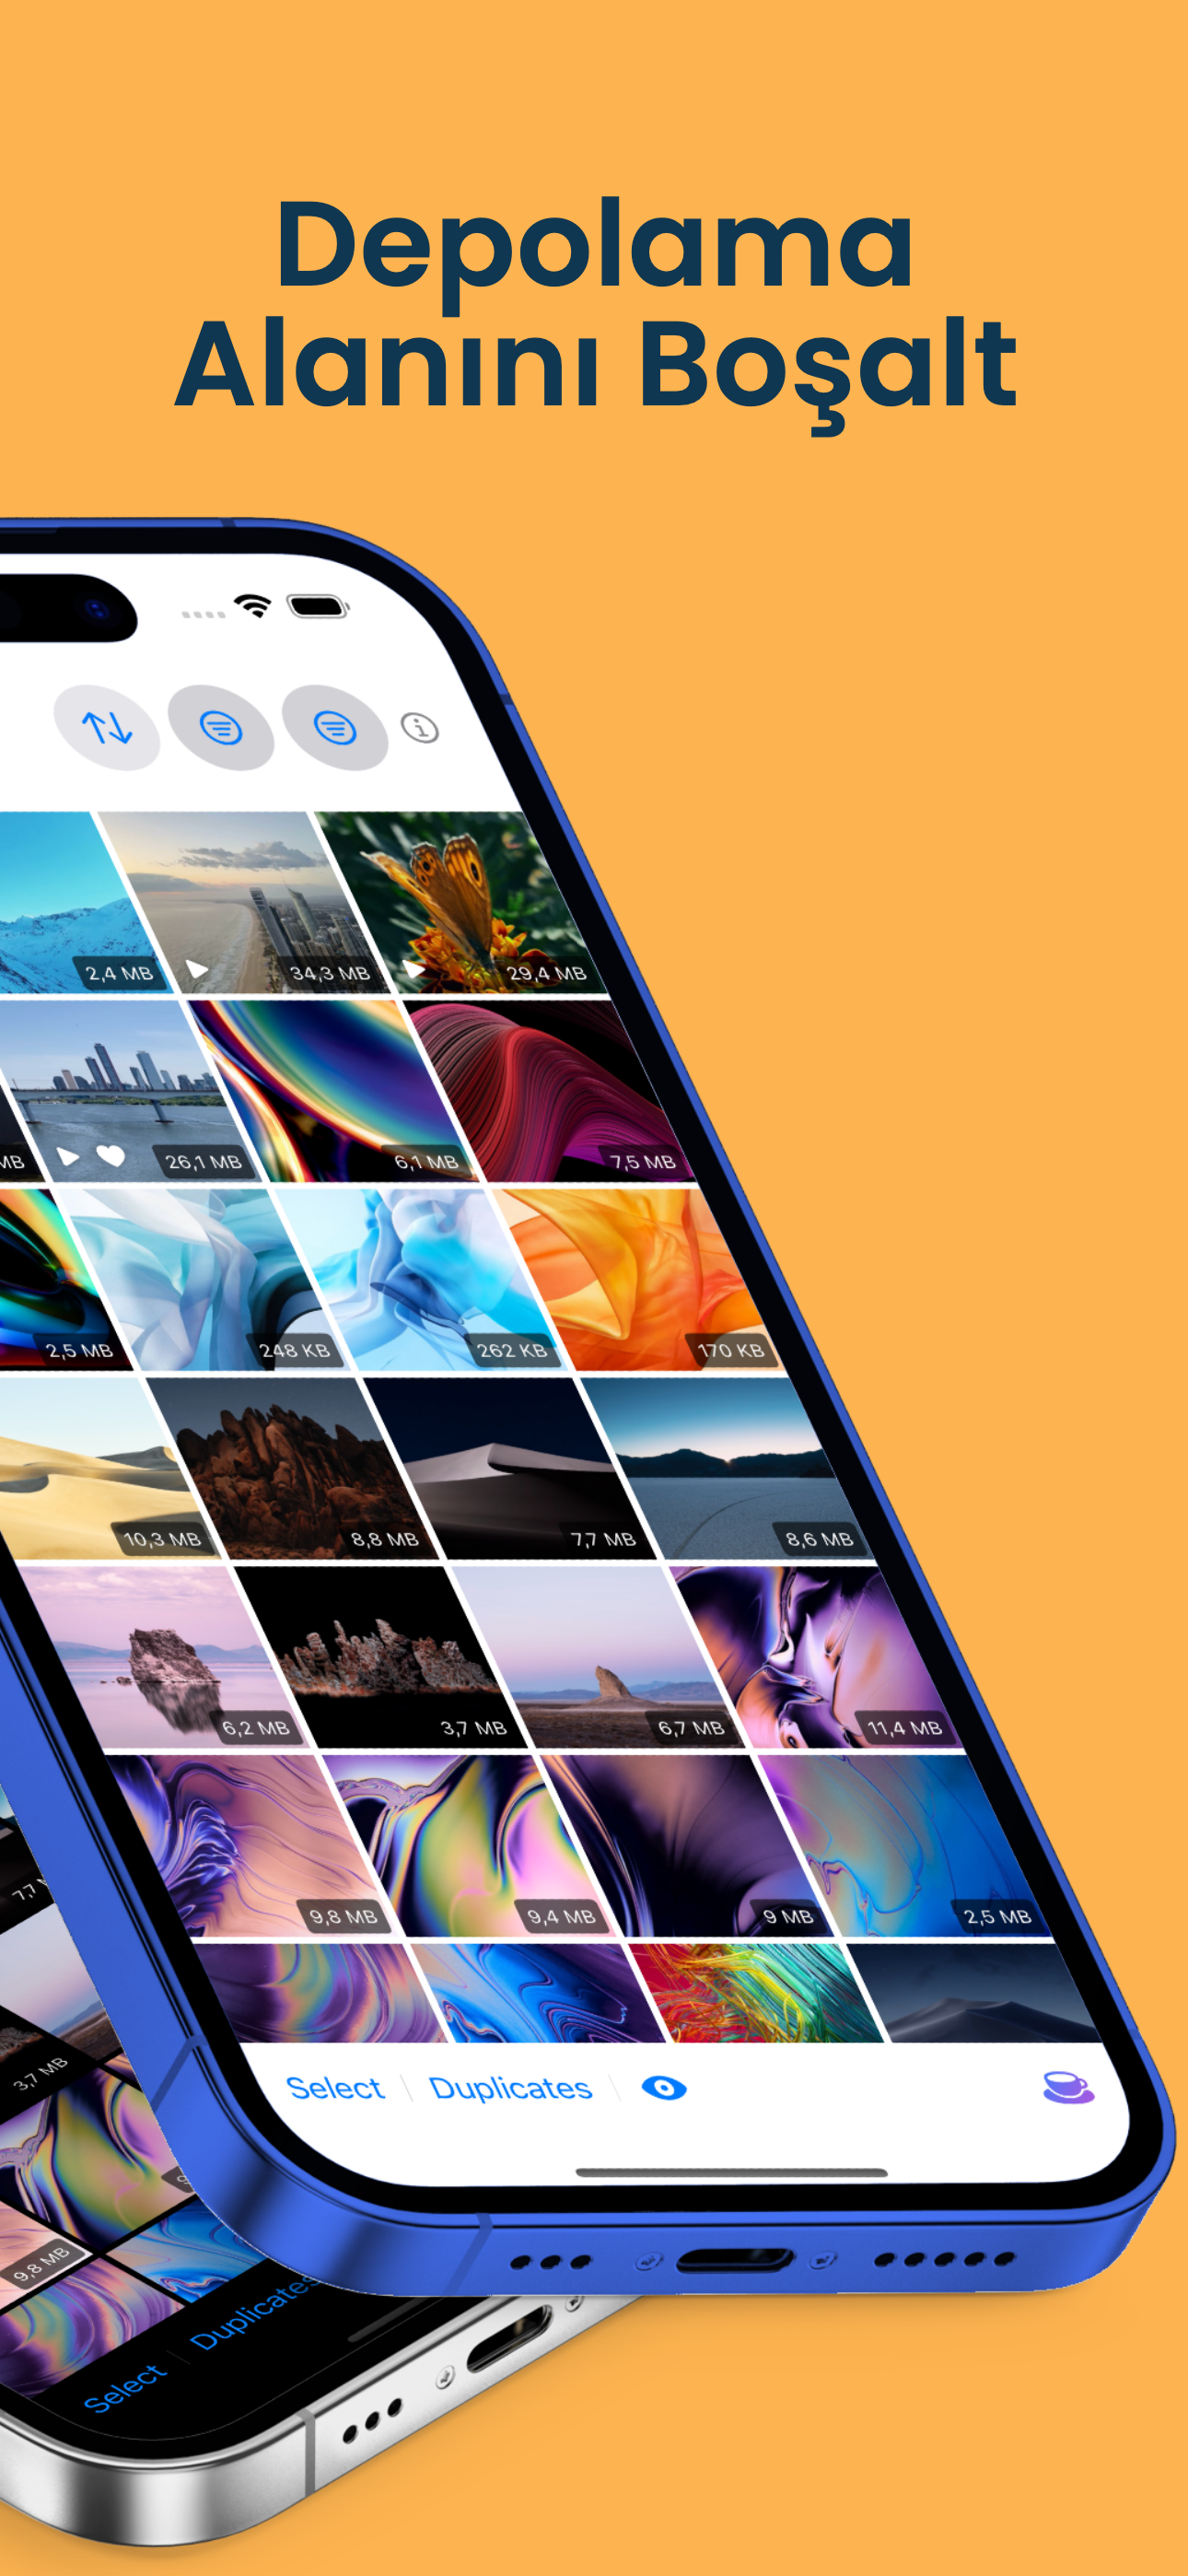 Depolama
Alanını Boşalt
2,4 MB
34,3 MB
29,4 MB
MB
26,1 MB
6,1 MB
7,5 MB
2,5 MB
248 KB
262 KB
170 KB
10,3 MB
8,8 MB
7,7 MB
8,6 MB
6,2 MB
3,7 MB
6,7 MB
11,4 MB
9,8 MB
9,4 MB
9 MB
2,5 MB
Select
Duplicates
7,7
3,7 MB
9,8 MB
Select
Duplicates